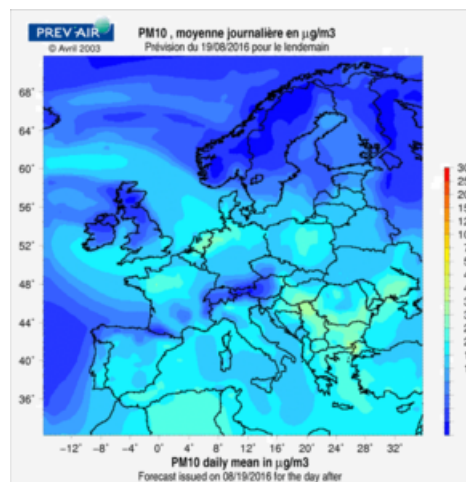 PREV'AIR
© Avril 2003
PM10 , moyenne journalière en µg/m3
Prévision du 19/08/2016 pour le lendemain
68°
64°
60°
56°
52°
48°
44°
40°
36°
−12° −8° −4° 0° 4° 8° 12° 16° 20° 24° 28° 32°
PM10 daily mean in µg/m3
Forecast issued on 08/19/2016 for the day after